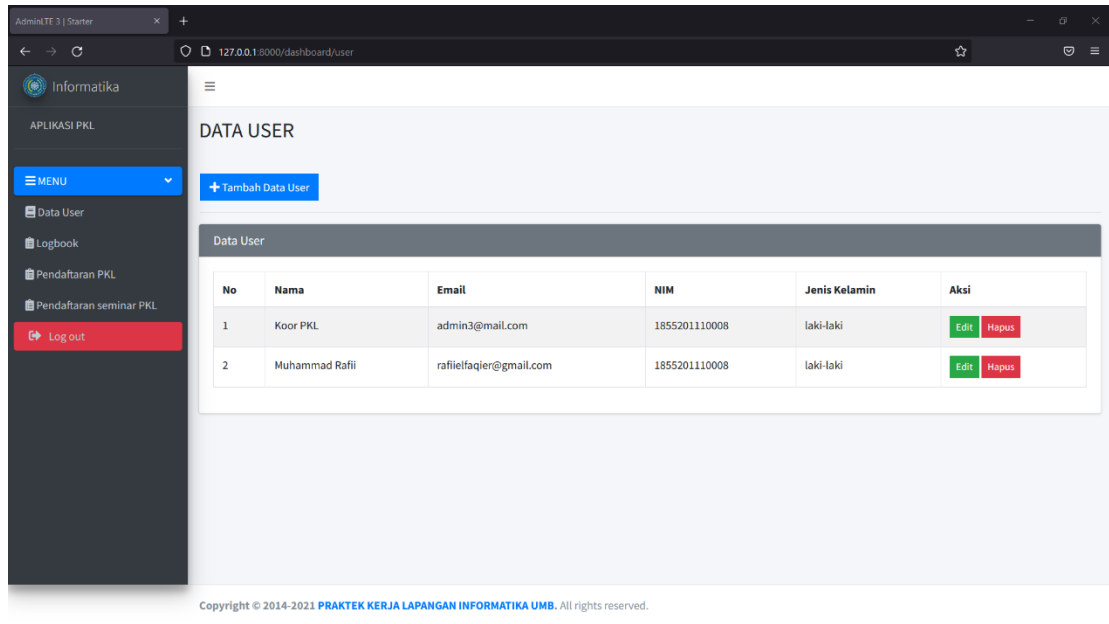 AdminLTE 3 | Starter
127.0.0.1:8000/dashboard/user
Informatika
APLIKASI PKL
MENU
Data User
Logbook
Pendaftaran PKL
Pendaftaran seminar PKL
Log out
DATA USER
Tambah Data User
Data User
No Nama Email NIM Jenis Kelamin Aksi
1 Koor PKL admin3@mail.com 1855201110008 laki-laki Edit Hapus
2 Muhammad Rafii rafiielfaqier@gmail.com 1855201110008 laki-laki Edit Hapus
Copyright © 2014-2021 PRAKTEK KERJA LAPANGAN INFORMATIKA UMB. All rights reserved.